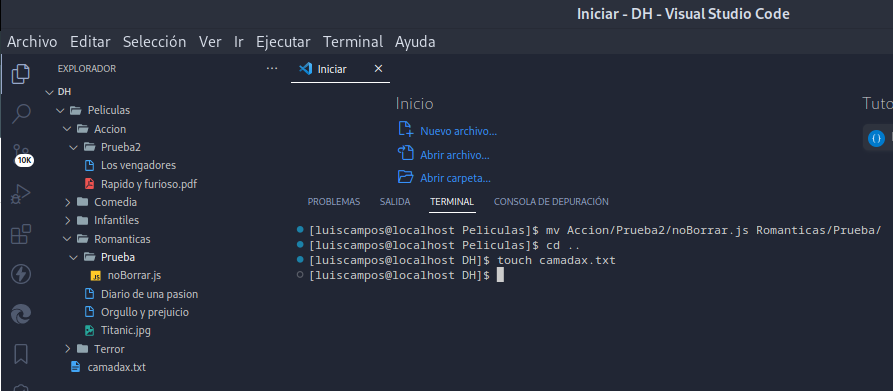 Iniciar - DH - Visual Studio Code
Archivo Editar Selección Ver Ir Ejecutar Terminal Ayuda
EXPLORADOR
DH
Peliculas
Accion
Prueba2
Los vengadores
Rapido y furioso.pdf
Comedia
Infantiles
Romanticas
Prueba
JS noBorrar.js
Diario de una pasion
Orgullo y prejuicio
Titanic.jpg
Terror
camadax.txt
10K
Iniciar
Inicio
Nuevo archivo...
Abrir archivo...
Abrir carpeta...
Tuto
PROBLEMAS SALIDA TERMINAL CONSOLA DE DEPURACIÓN
[luiscampos@localhost Peliculas]$ mv Accion/Prueba2/noBorrar.js Romanticas/Prueba/
[luiscampos@localhost Peliculas]$ cd ..
[luiscampos@localhost DH]$ touch camadax.txt
[luiscampos@localhost DH]$